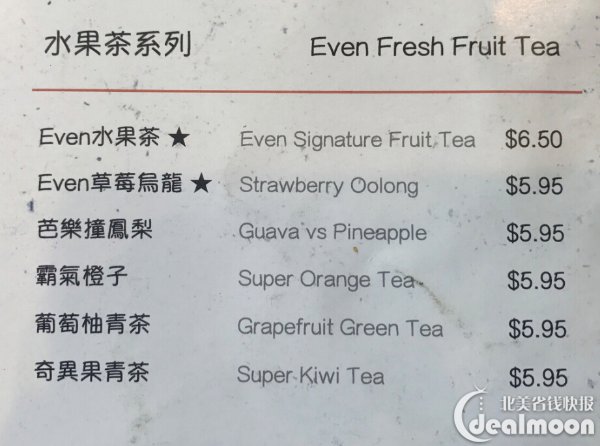 水果茶系列 Even Fresh Fruit Tea
Even水果茶 ★ Even Signature Fruit Tea $6.50
Even草莓烏龍 ★ Strawberry Oolong $5.95
芭樂撞鳳梨 Guava vs Pineapple $5.95
霸氣橙子 Super Orange Tea $5.95
葡萄柚青茶 Grapefruit Green Tea $5.95
奇異果青茶 Super Kiwi Tea $5.95
北美省钱快报
dealmoon